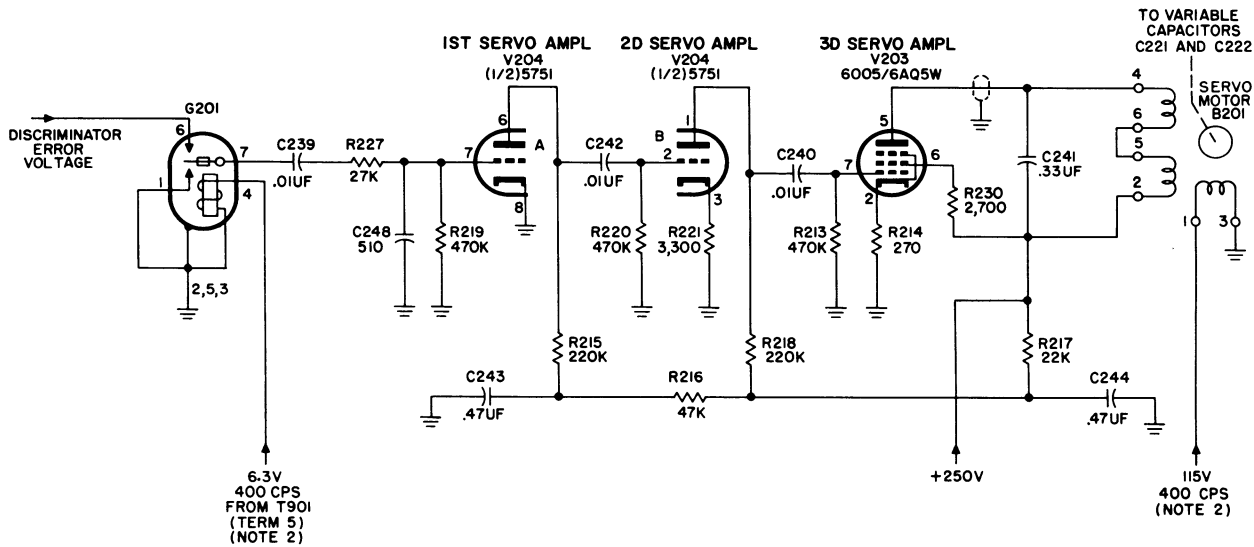 TO VARIABLE
CAPACITORS
C221 AND C222
1ST SERVO AMPL
V204
(1/2)5751
2D SERVO AMPL
V204
(1/2)5751
3D SERVO AMPL
V203
6005/6AQ5W
SERVO
MOTOR
B201
DISCRIMINATOR
ERROR
VOLTAGE
G201
6
7
1
4
2,5,3
C239
.01UF
R227
27K
C248
510
R219
470K
6
A
7
8
C242
.01UF
R220
470K
1
B
2
3
R221
3,300
C240
.01UF
R213
470K
5
7
6
2
R214
270
R230
2,700
C241
.33UF
4
6
5
2
1
3
R215
220K
R218
220K
R217
22K
C243
.47UF
R216
47K
C244
.47UF
6.3V
400 CPS
FROM T901
(TERM 5)
(NOTE 2)
+250V
115V
400 CPS
(NOTE 2)